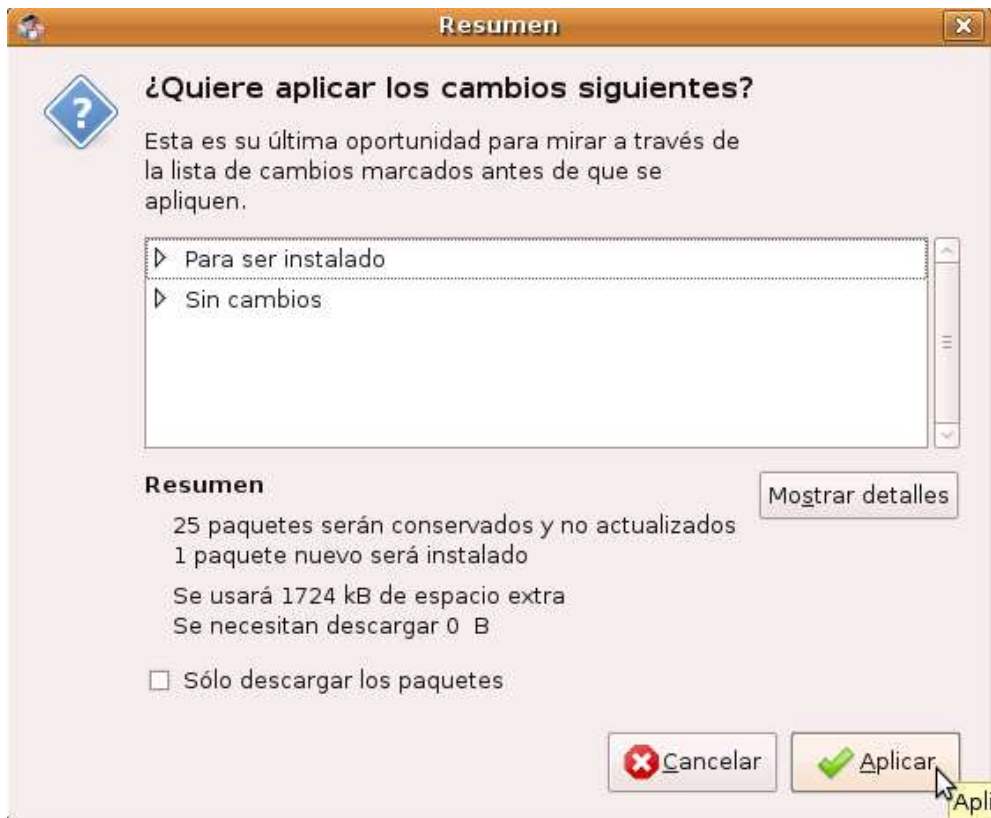 Resumen
¿Quiere aplicar los cambios siguientes?
Esta es su última oportunidad para mirar a través de
la lista de cambios marcados antes de que se
apliquen.
Para ser instalado
Sin cambios
Resumen
Mostrar detalles
25 paquetes serán conservados y no actualizados
1 paquete nuevo será instalado
Se usará 1724 kB de espacio extra
Se necesitan descargar 0 B
Sólo descargar los paquetes
Cancelar
Aplicar
Apli